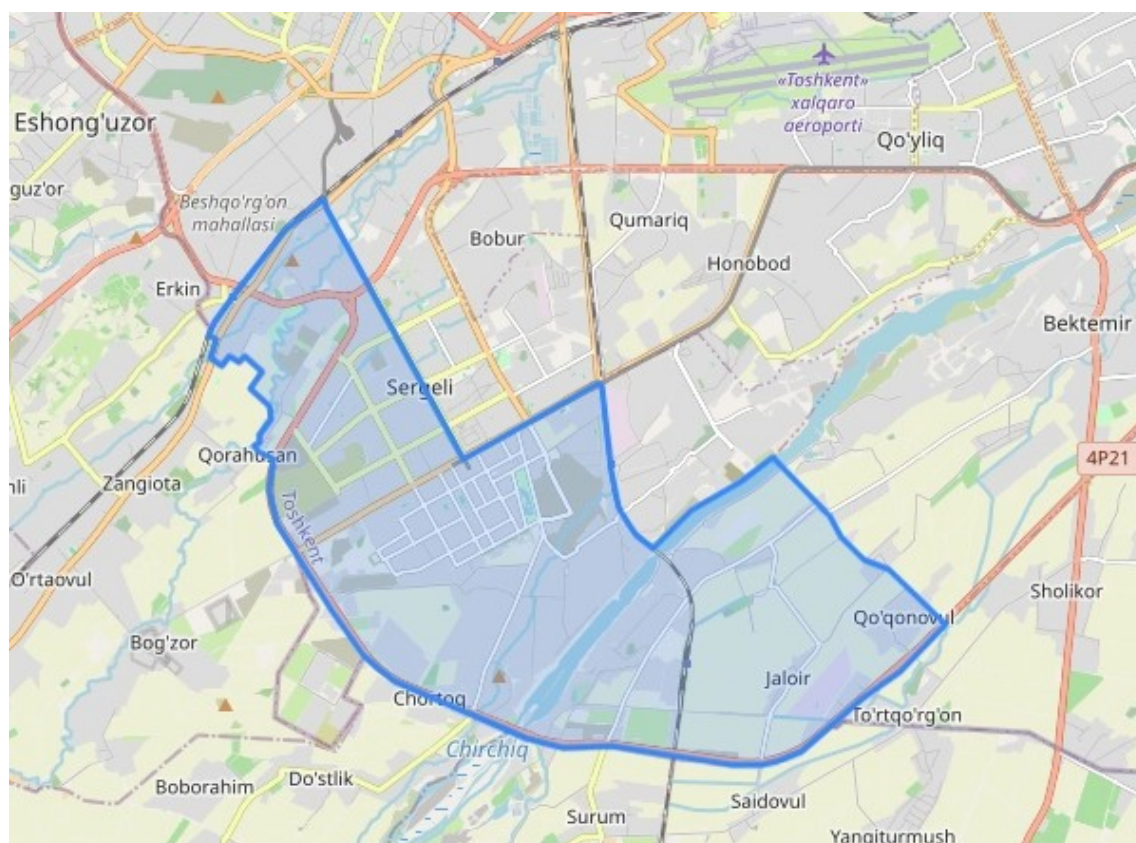 «Toshkent»
xalqaro
aeroporti
Eshong'uzor
Qo'yliq
guz'or
Beshqo'rg'on
mahallasi
Qumariq
Bobur
Honobod
Erkin
Bektemir
Sergeli
Qorahusan
4P21
Zangiota
nli
Toshkent
O'rtaovul
Sholikor
Qo'qonovul
Bog'zor
Jaloir
Chortoq
To'rtqo'rg'on
Chirchiq
Do'stlik
Boborahim
Saidovul
Surum
Yangiturmush